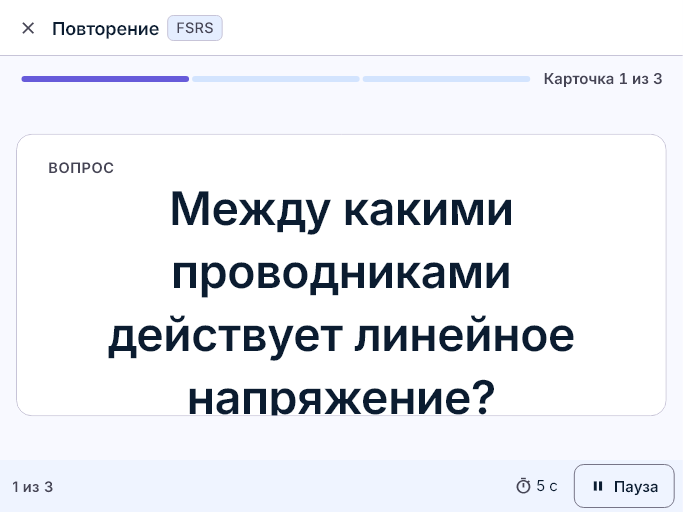 Повторение FSRS
Карточка 1 из 3
ВОПРОС
Между какими
проводниками
действует линейное
напряжение?
1 из 3
5 с
Пауза